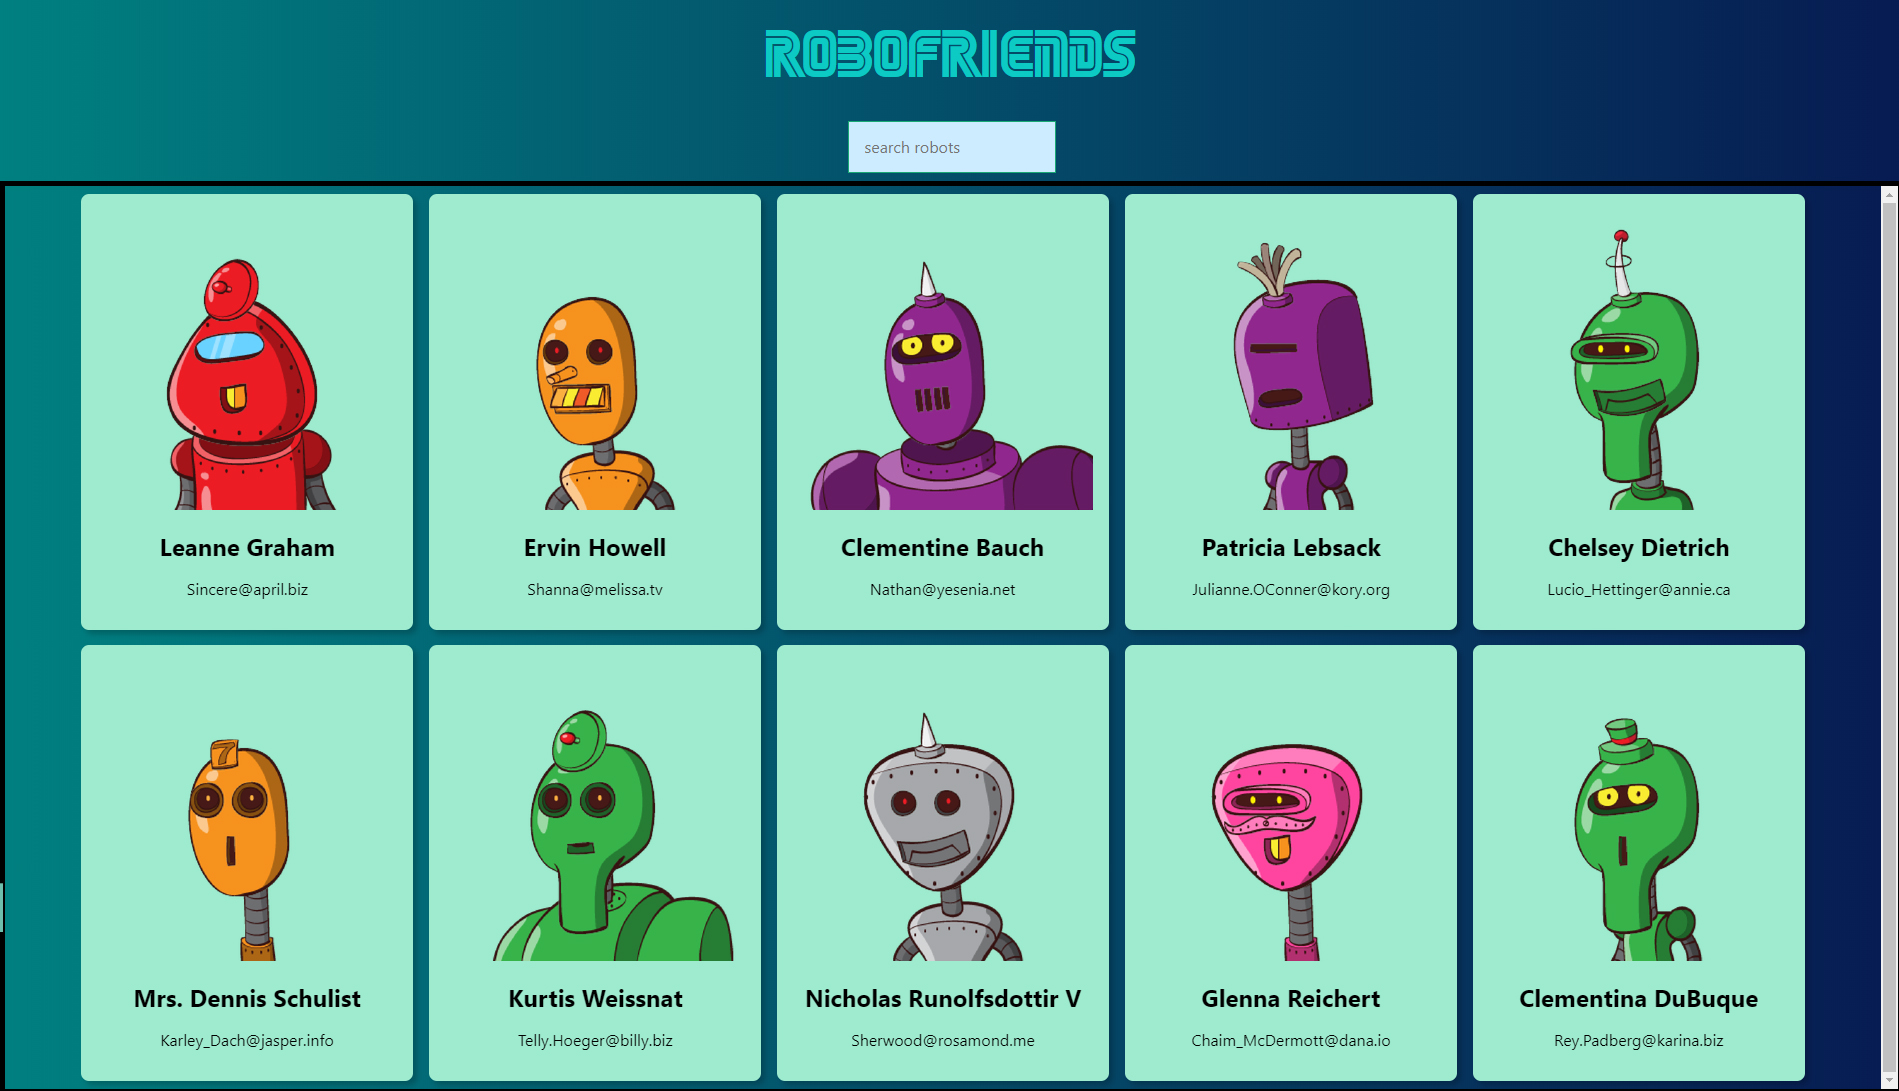 ROBOFRIENDS
search robots
Leanne Graham
Sincere@april.biz
Ervin Howell
Shanna@melissa.tv
Clementine Bauch
Nathan@yesenia.net
Patricia Lebsack
Julianne.OConner@kory.org
Chelsey Dietrich
Lucio_Hettinger@annie.ca
7
Mrs. Dennis Schulist
Karley_Dach@jasper.info
Kurtis Weissnat
Telly.Hoeger@billy.biz
Nicholas Runolfsdottir V
Sherwood@rosamond.me
Glenna Reichert
Chaim_McDermott@dana.io
Clementina DuBuque
Rey.Padberg@karina.biz